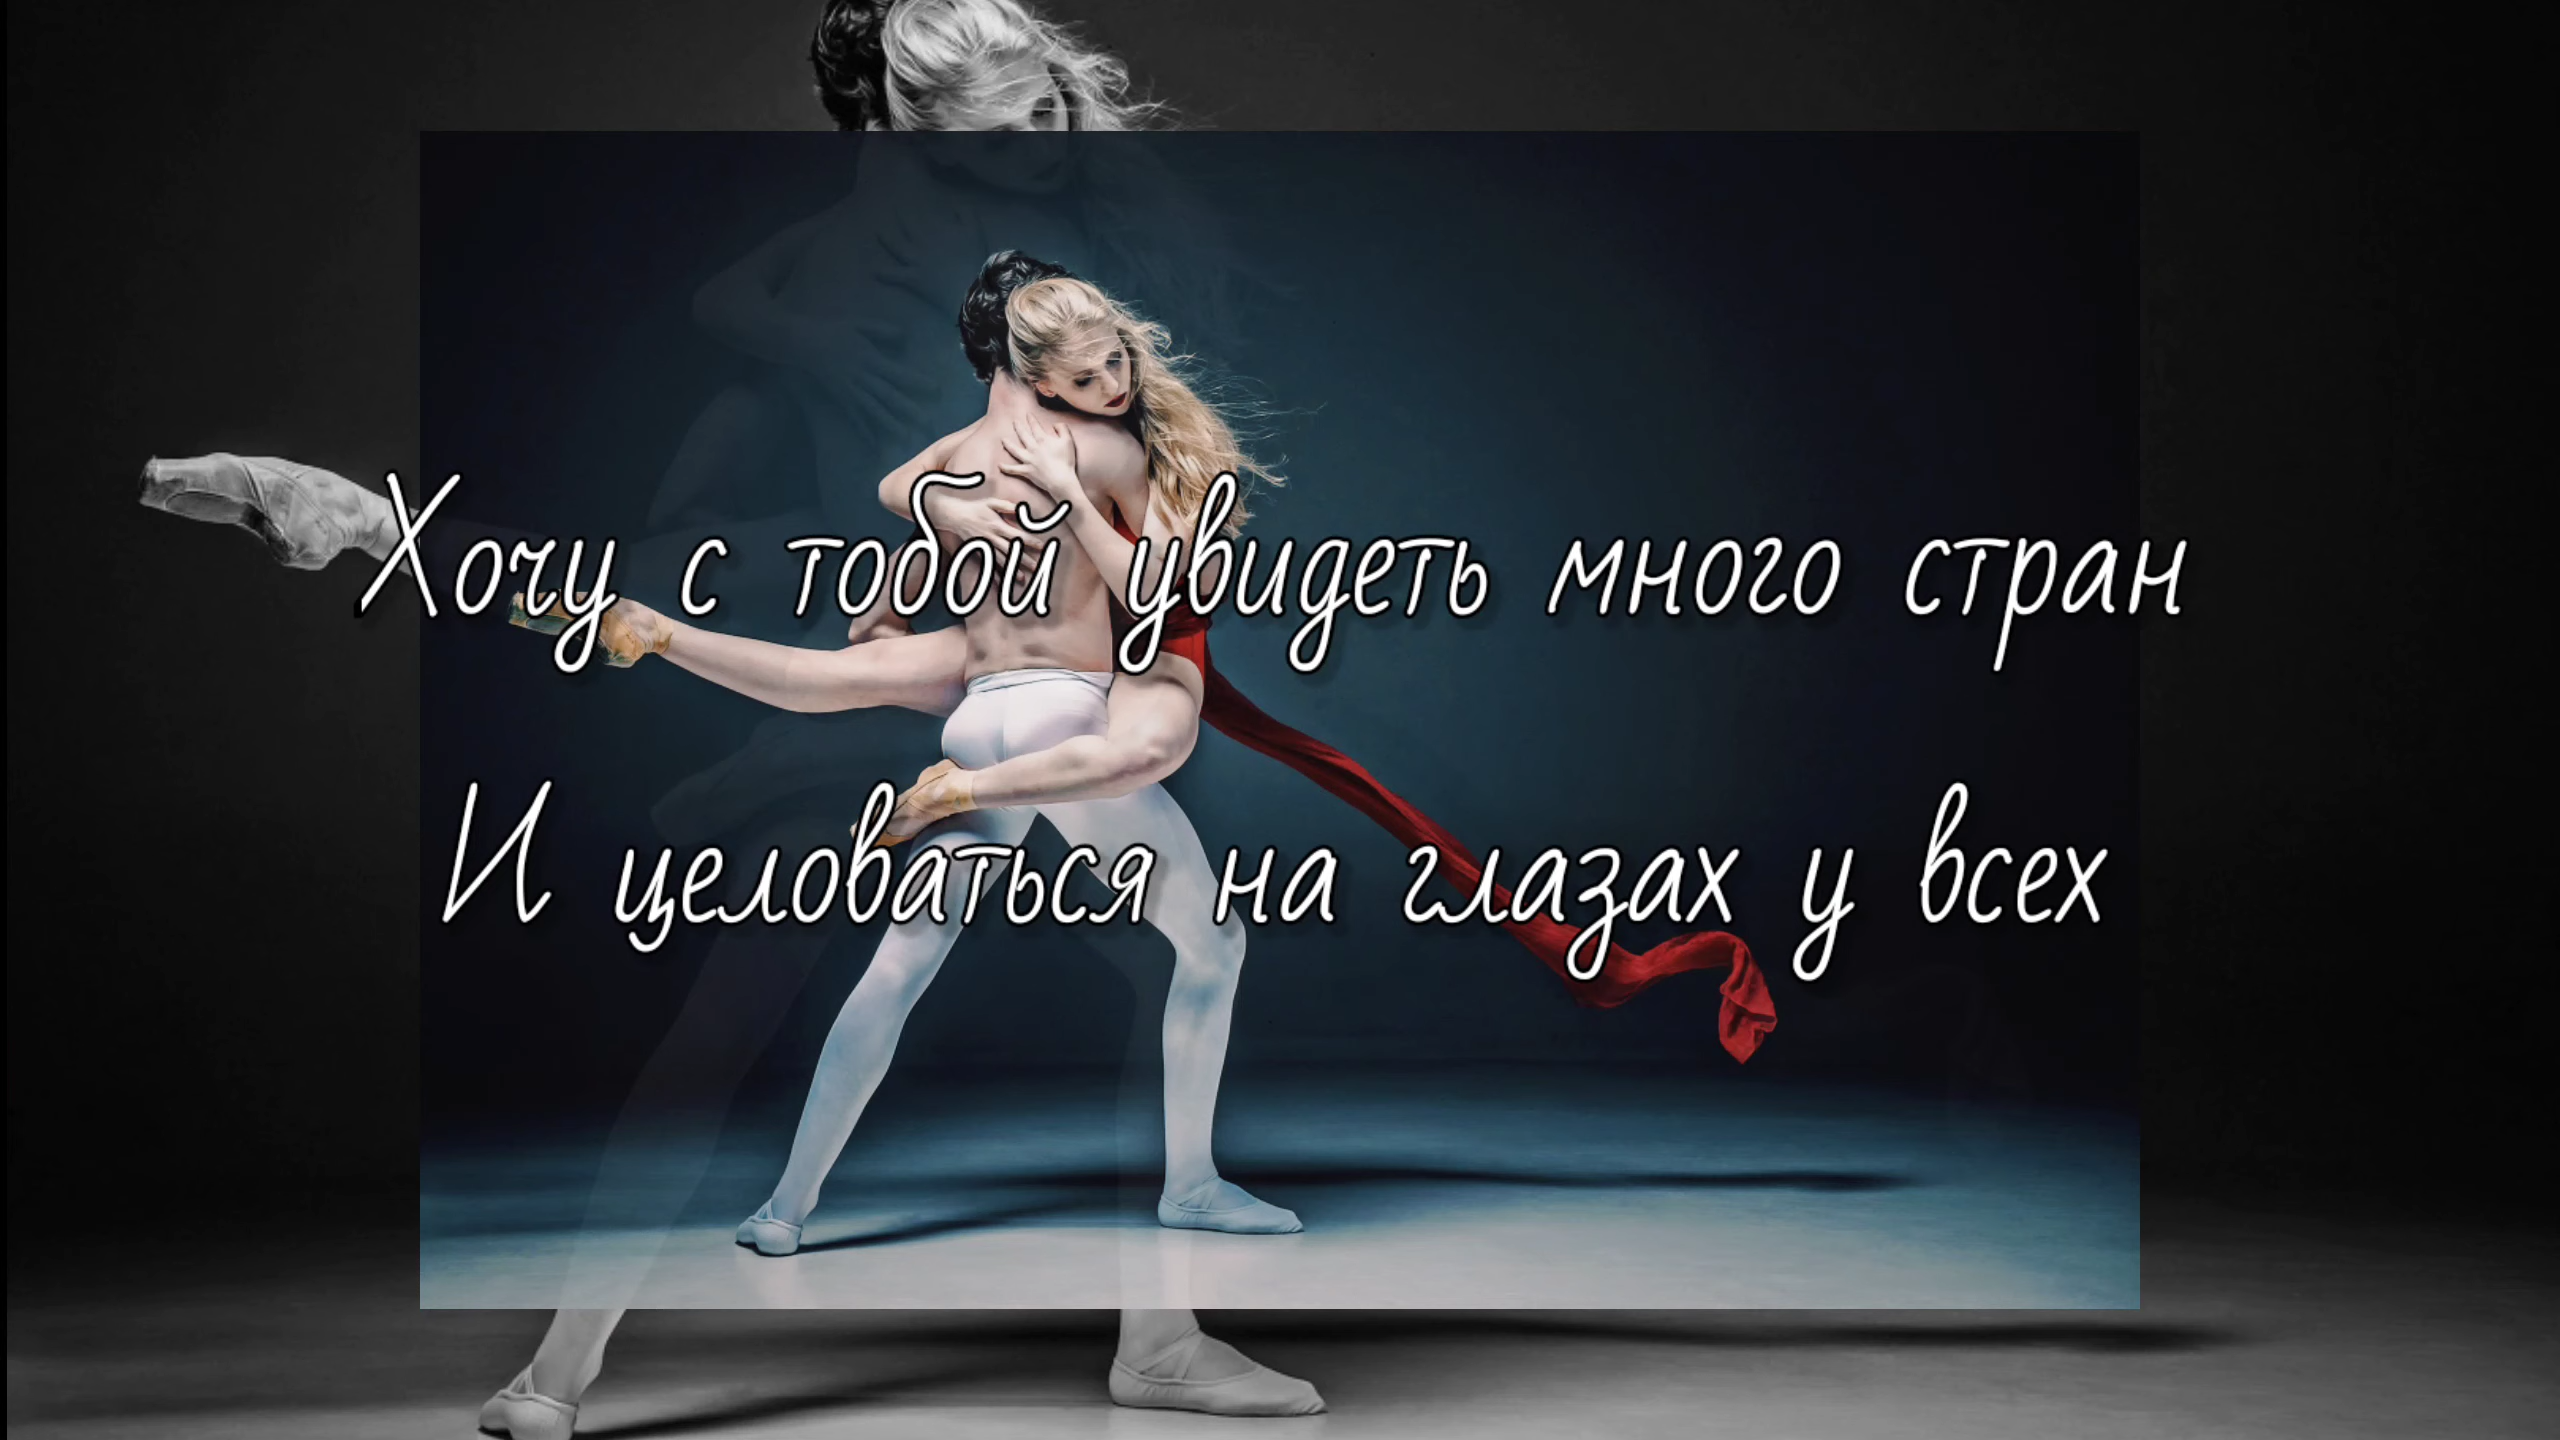 Хочу с тобой увидеть много стран
И целоваться на глазах у всех